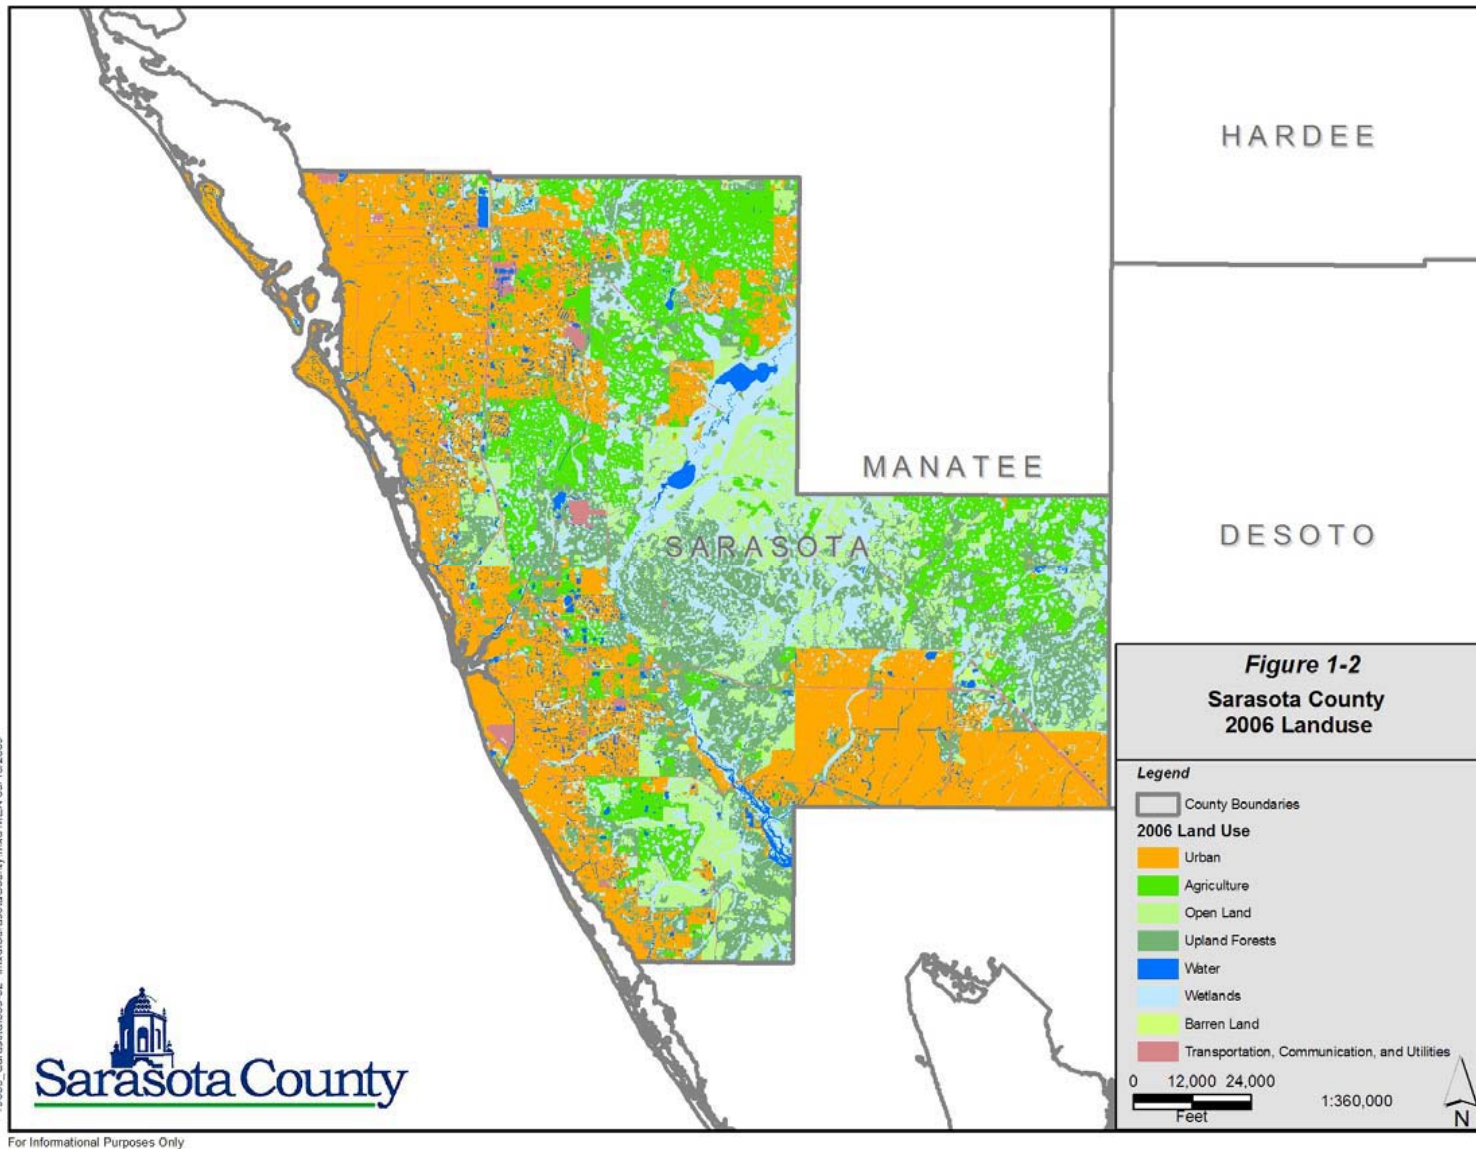 HARDEE
MANATEE
SARASOTA
DESOTO
Figure 1-2
Sarasota County
2006 Landuse
Legend
County Boundaries
2006 Land Use
Urban
Agriculture
Open Land
Upland Forests
Water
Wetlands
Barren Land
Transportation, Communication, and Utilities
0 12,000 24,000
Feet
1:360,000
N
Sarasota County
For Informational Purposes Only